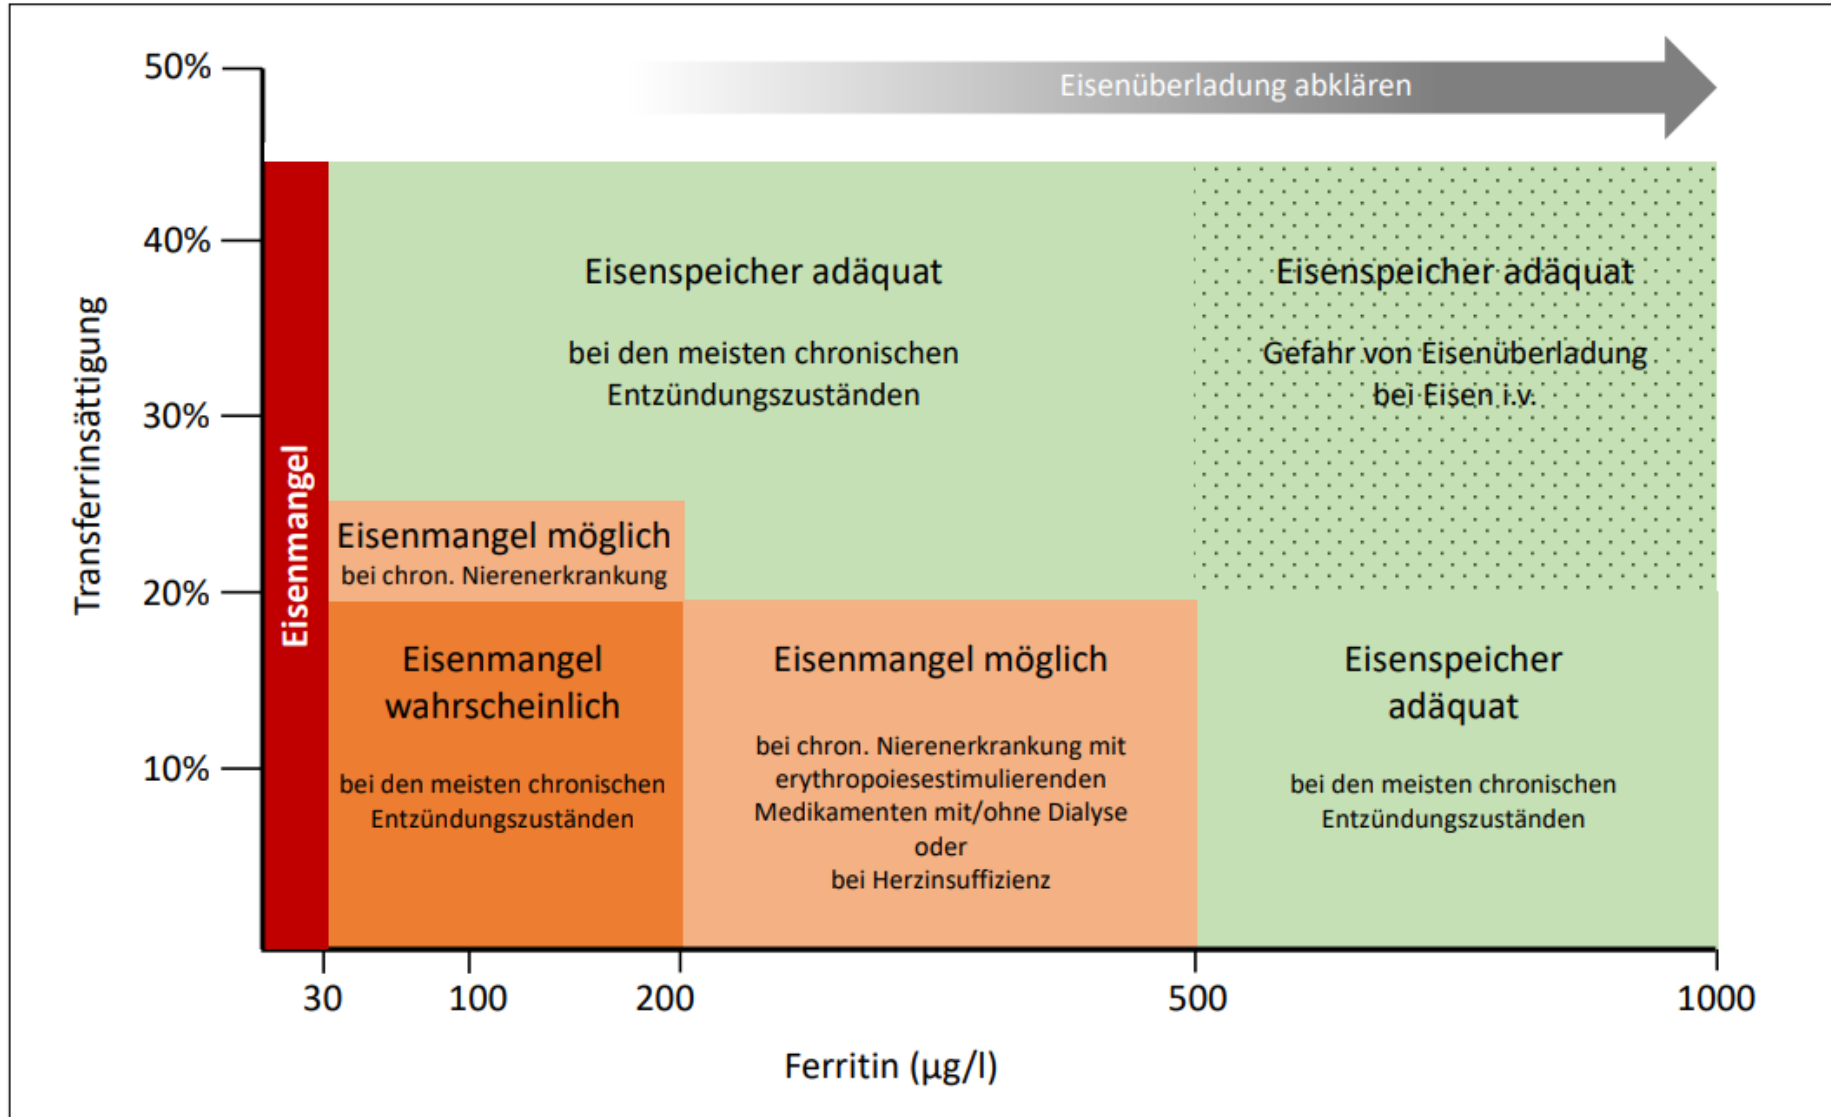 50%
Eisenüberladung abklären
40%
30%
20%
10%
Transferrinsättigung
Eisenmangel
Eisenspeicher adäquat
bei den meisten chronischen
Entzündungszuständen
Eisenspeicher adäquat
Gefahr von Eisenüberladung
bei Eisen i.v.
Eisenmangel möglich
bei chron. Nierenerkrankung
Eisenmangel
wahrscheinlich
bei den meisten chronischen
Entzündungszuständen
Eisenmangel möglich
bei chron. Nierenerkrankung mit
erythropoiesestimulierenden
Medikamenten mit/ohne Dialyse
oder
bei Herzinsuffizienz
Eisenspeicher
adäquat
bei den meisten chronischen
Entzündungszuständen
30 100 200 500 1000
Ferritin (µg/l)